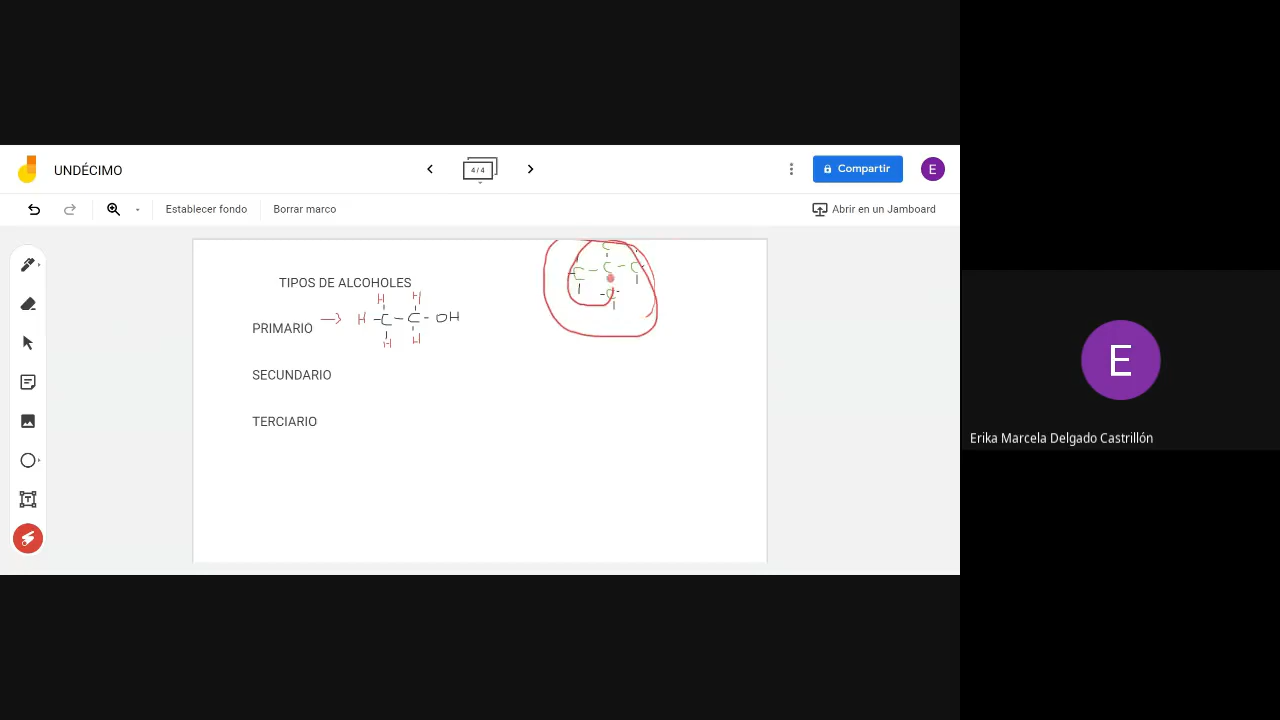 UNDÉCIMO
4 / 4
Compartir
E
Establecer fondo
Borrar marco
Abrir en un Jamboard
TIPOS DE ALCOHOLES
H H
PRIMARIO → H - C - C - OH
H H
C
C - C - C
C
SECUNDARIO
TERCIARIO
T
E
Erika Marcela Delgado Castrillón